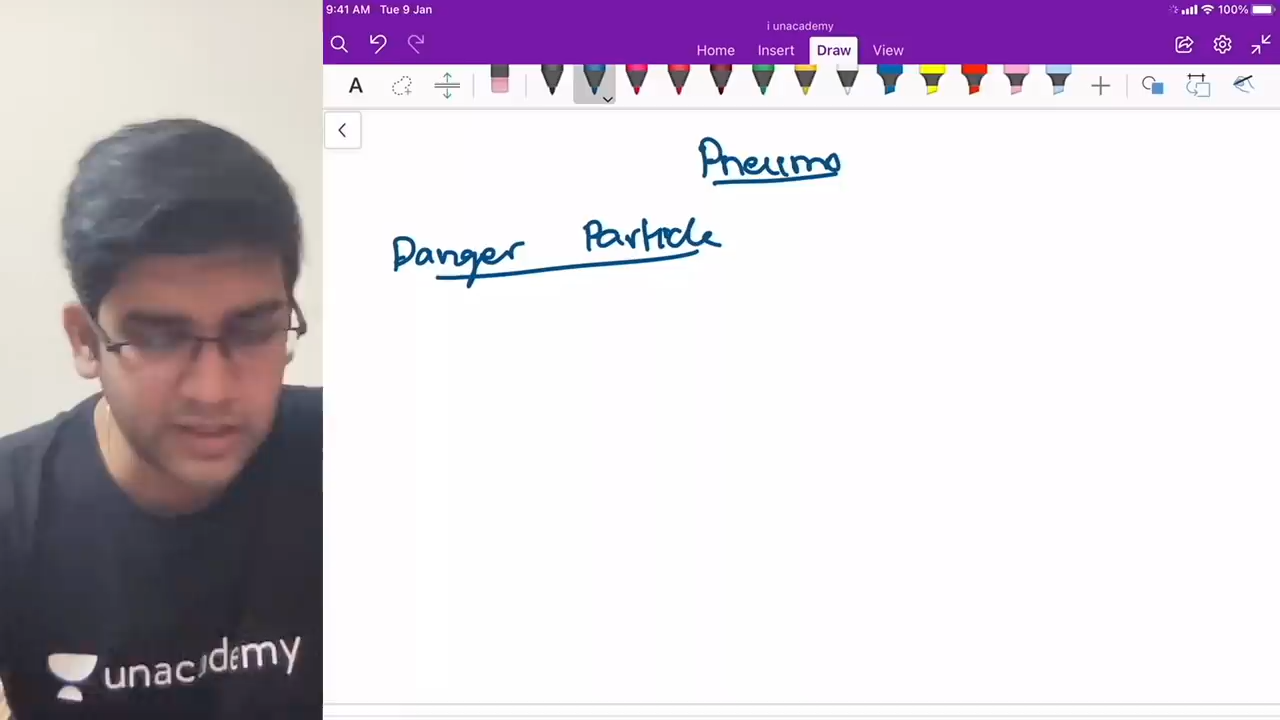 9:41 AM Tue 9 Jan
100%
i unacademy
Home Insert Draw View
A
Pneumo
Danger Particle
unacademy